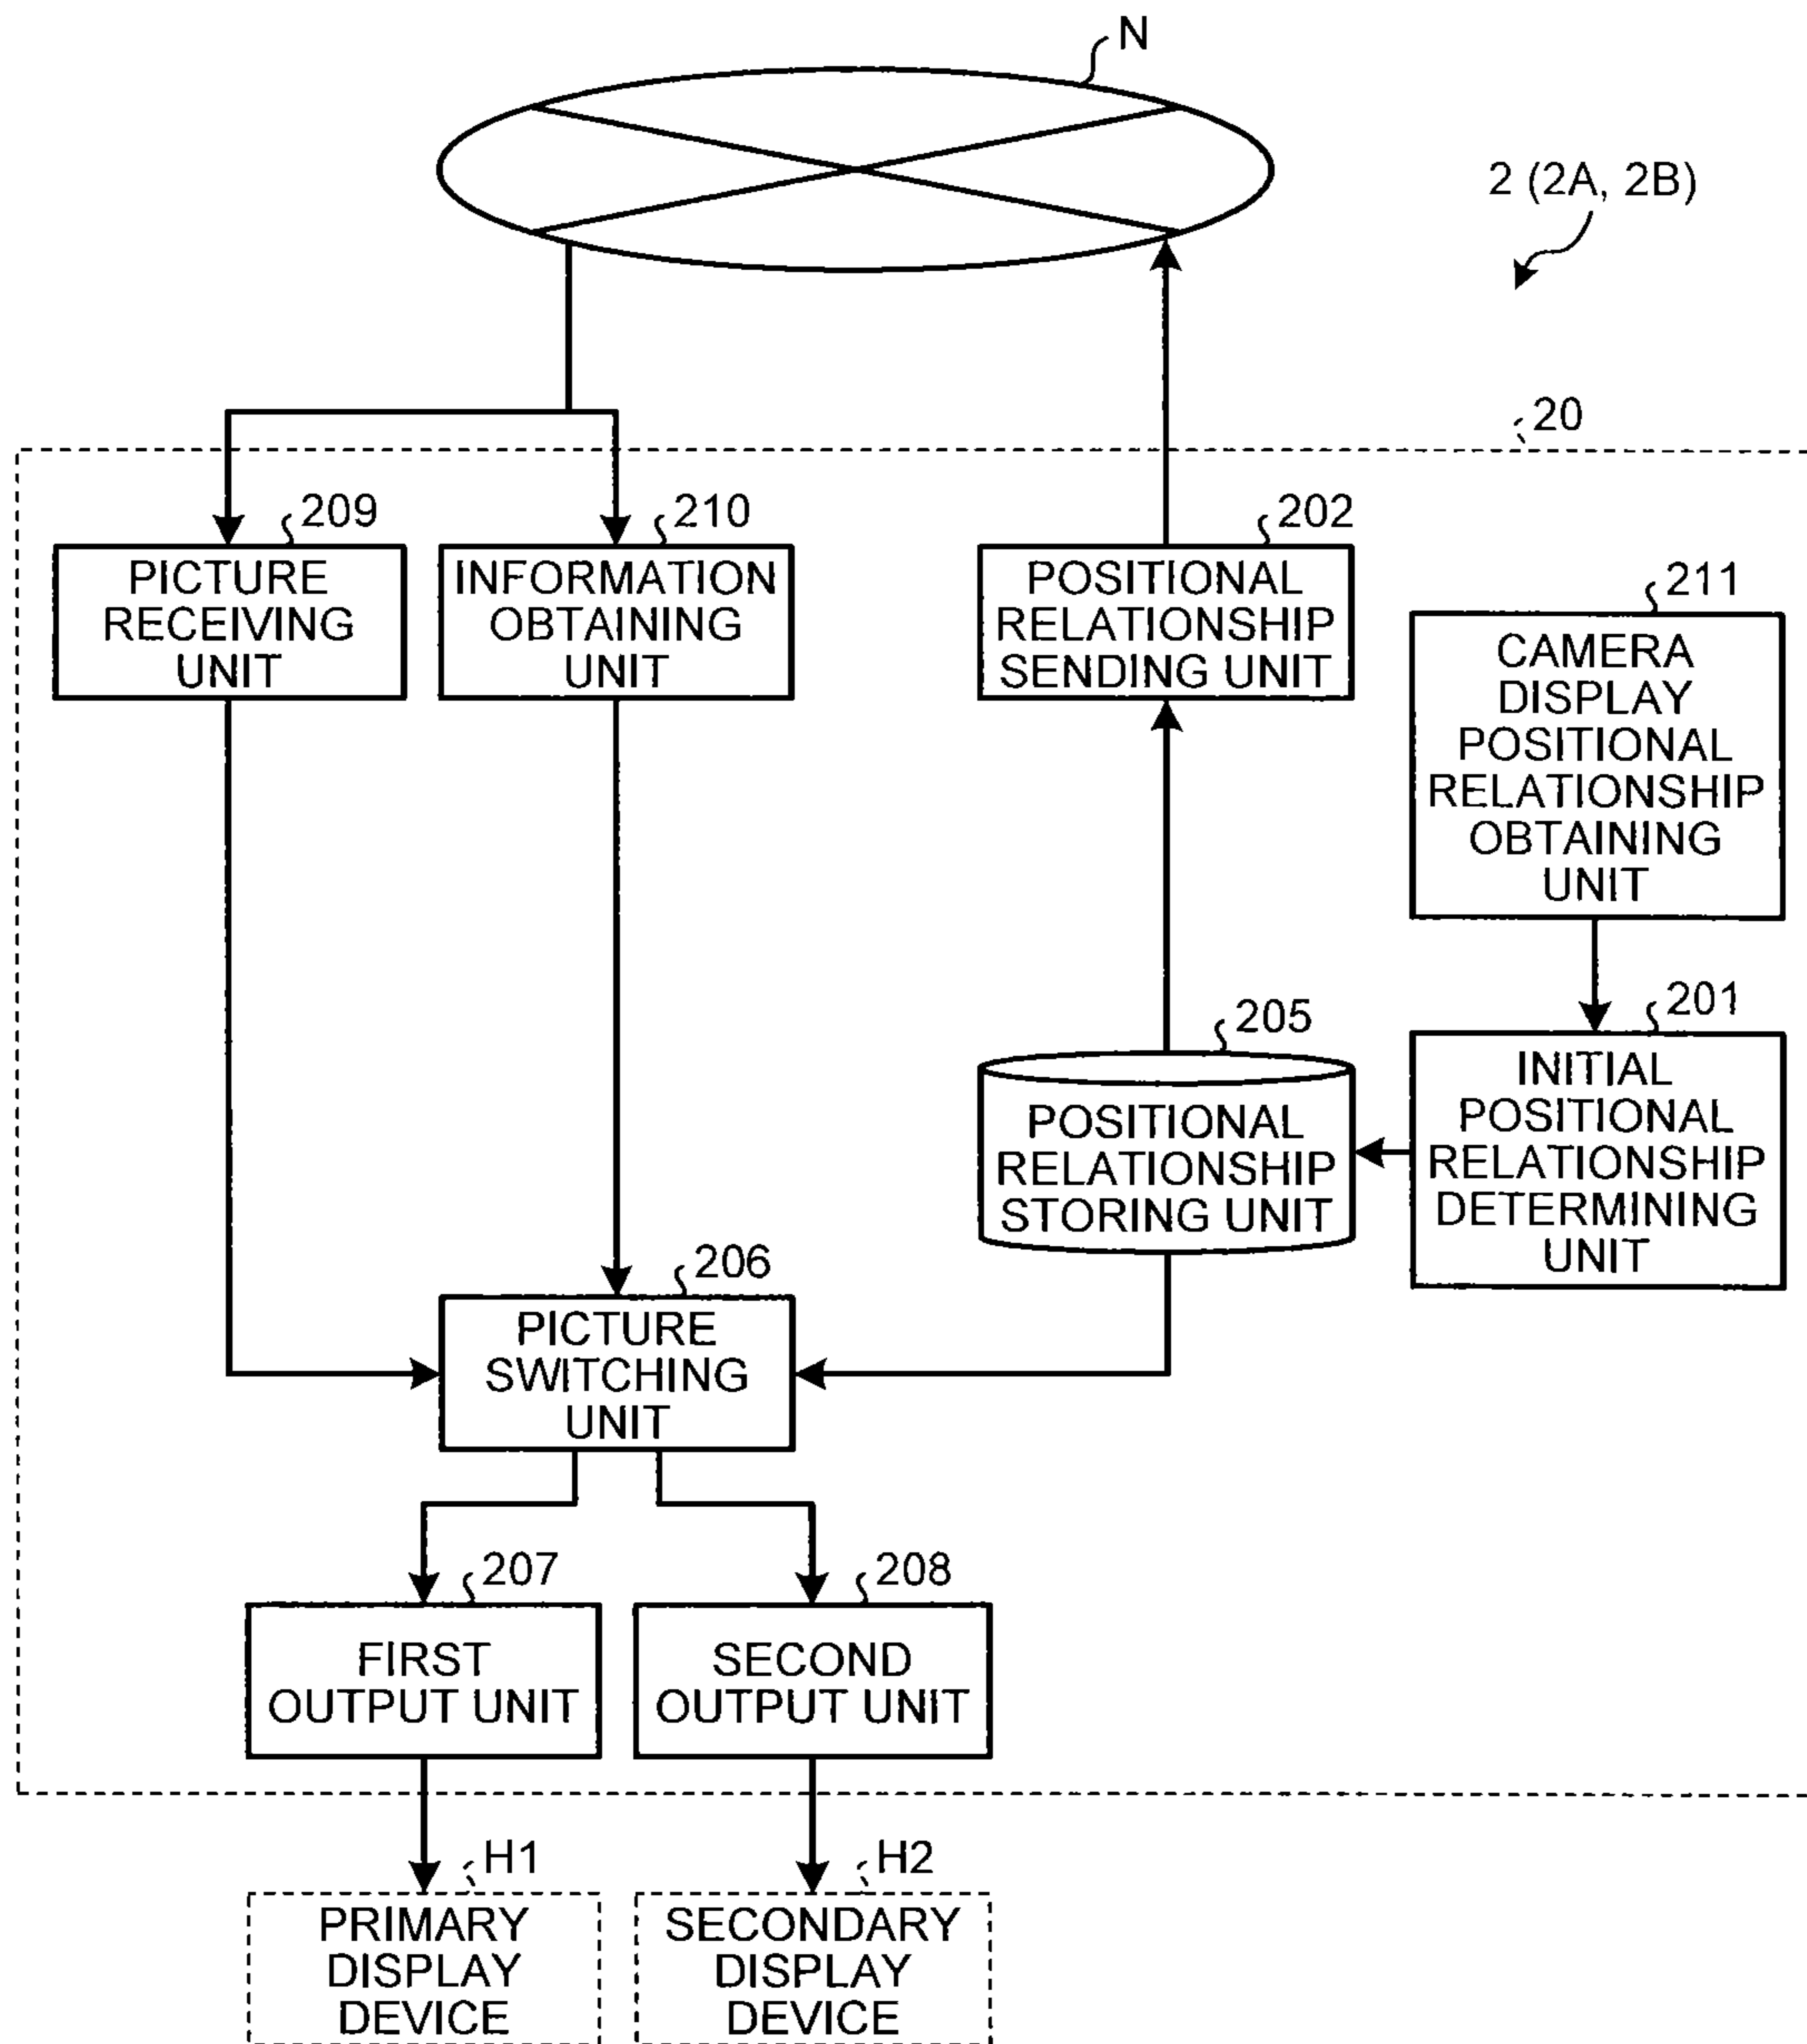 N
2 (2A, 2B)
20
209
PICTURE
RECEIVING
UNIT
210
INFORMATION
OBTAINING
UNIT
202
POSITIONAL
RELATIONSHIP
SENDING UNIT
211
CAMERA
DISPLAY
POSITIONAL
RELATIONSHIP
OBTAINING
UNIT
205
POSITIONAL
RELATIONSHIP
STORING UNIT
201
INITIAL
POSITIONAL
RELATIONSHIP
DETERMINING
UNIT
206
PICTURE
SWITCHING
UNIT
207
FIRST
OUTPUT UNIT
208
SECOND
OUTPUT UNIT
H1
PRIMARY
DISPLAY
DEVICE
H2
SECONDARY
DISPLAY
DEVICE